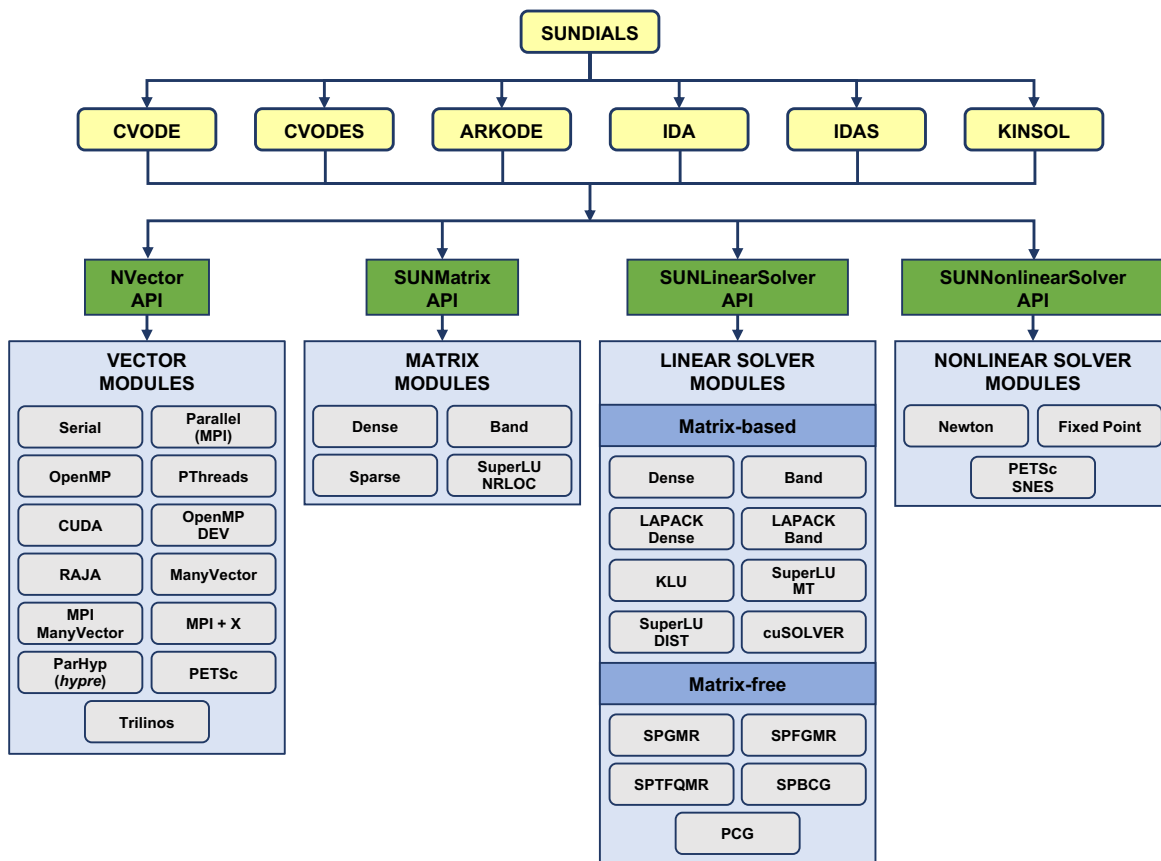 SUNDIALS
CVODE
CVODES
ARKODE
IDA
IDAS
KINSOL
NVector
API
SUNMatrix
API
SUNLinearSolver
API
SUNNonlinearSolver
API
VECTOR
MODULES
Serial
Parallel
(MPI)
OpenMP
PThreads
CUDA
OpenMP
DEV
RAJA
ManyVector
MPI
ManyVector
MPI + X
ParHyp
(hypre)
PETSc
Trilinos
MATRIX
MODULES
Dense
Band
Sparse
SuperLU
NRLOC
LINEAR SOLVER
MODULES
Matrix-based
Dense
Band
LAPACK
Dense
LAPACK
Band
KLU
SuperLU
MT
SuperLU
DIST
cuSOLVER
Matrix-free
SPGMR
SPFGMR
SPTFQMR
SPBCG
PCG
NONLINEAR SOLVER
MODULES
Newton
Fixed Point
PETSc
SNES